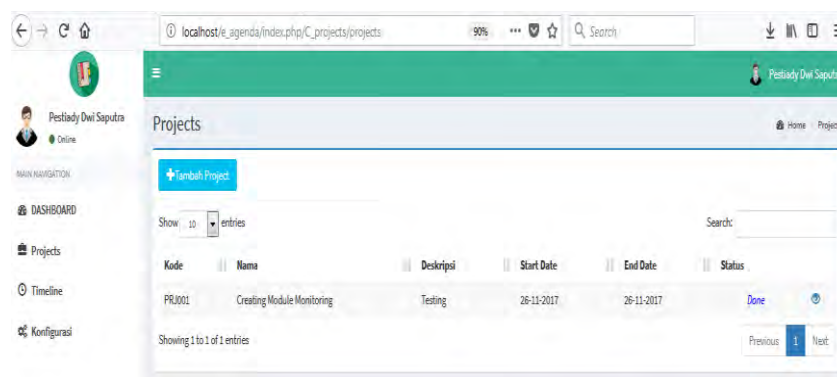 localhost/e_agenda/index.php/C_projects/projects 90% Search
Pestiady Dwi Saputra
Pestiady Dwi Saputra
Online
Projects
Home Project
MAIN NAVIGATION
DASHBOARD
Projects
Timeline
Konfigurasi
Tambah Project
Show 10 entries Search:
Kode Nama Deskripsi Start Date End Date Status
PRJ001 Creating Module Monitoring Testing 26-11-2017 26-11-2017 Done
Showing 1 to 1 of 1 entries
Previous 1 Next